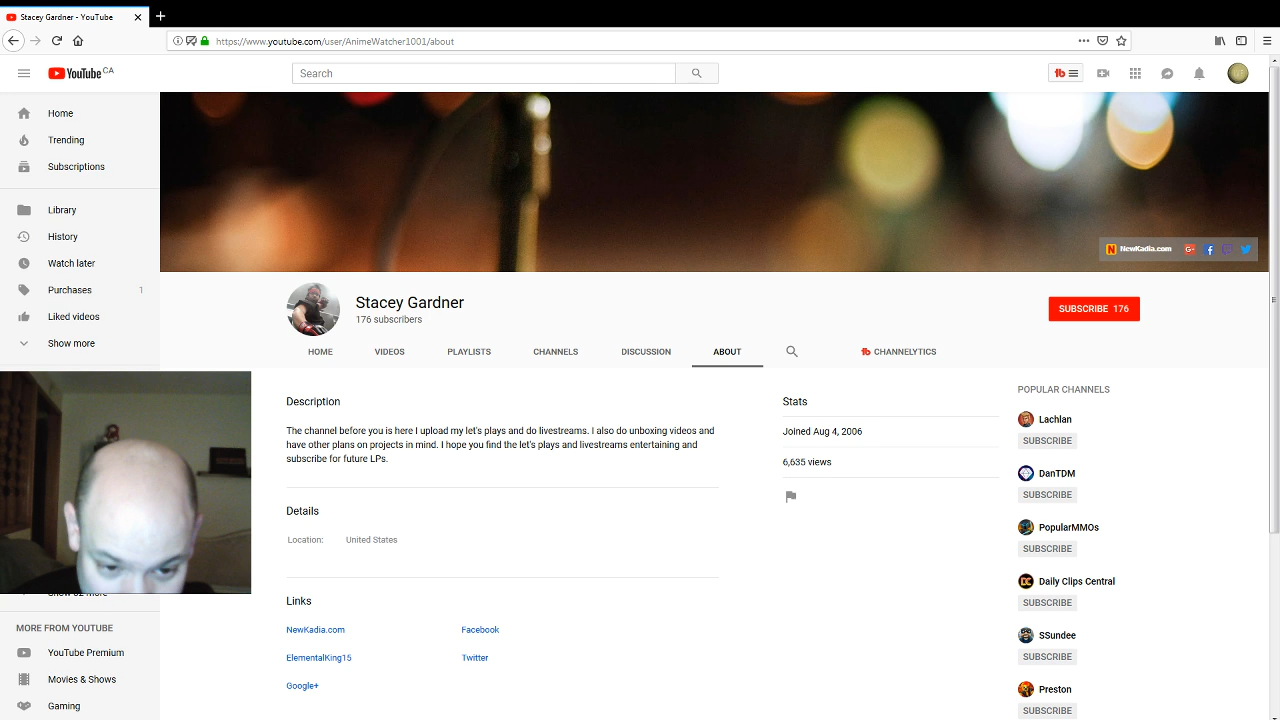 Stacey Gardner - YouTube
https://www.youtube.com/user/AnimeWatcher1001/about
YouTube CA
Search
Home
Trending
Subscriptions
Library
History
Watch later
Purchases 1
Liked videos
Show more
NewKadia.com
Stacey Gardner
176 subscribers
SUBSCRIBE 176
HOME VIDEOS PLAYLISTS CHANNELS DISCUSSION ABOUT CHANNELYTICS
Description
The channel before you is here I upload my let's plays and do livestreams. I also do unboxing videos and
have other plans on projects in mind. I hope you find the let's plays and livestreams entertaining and
subscribe for future LPs.
Details
Location: United States
Links
NewKadia.com Facebook
ElementalKing15 Twitter
Google+
Stats
Joined Aug 4, 2006
6,635 views
POPULAR CHANNELS
Lachlan
SUBSCRIBE
DanTDM
SUBSCRIBE
PopularMMOs
SUBSCRIBE
Daily Clips Central
SUBSCRIBE
SSundee
SUBSCRIBE
Preston
SUBSCRIBE
MORE FROM YOUTUBE
YouTube Premium
Movies & Shows
Gaming